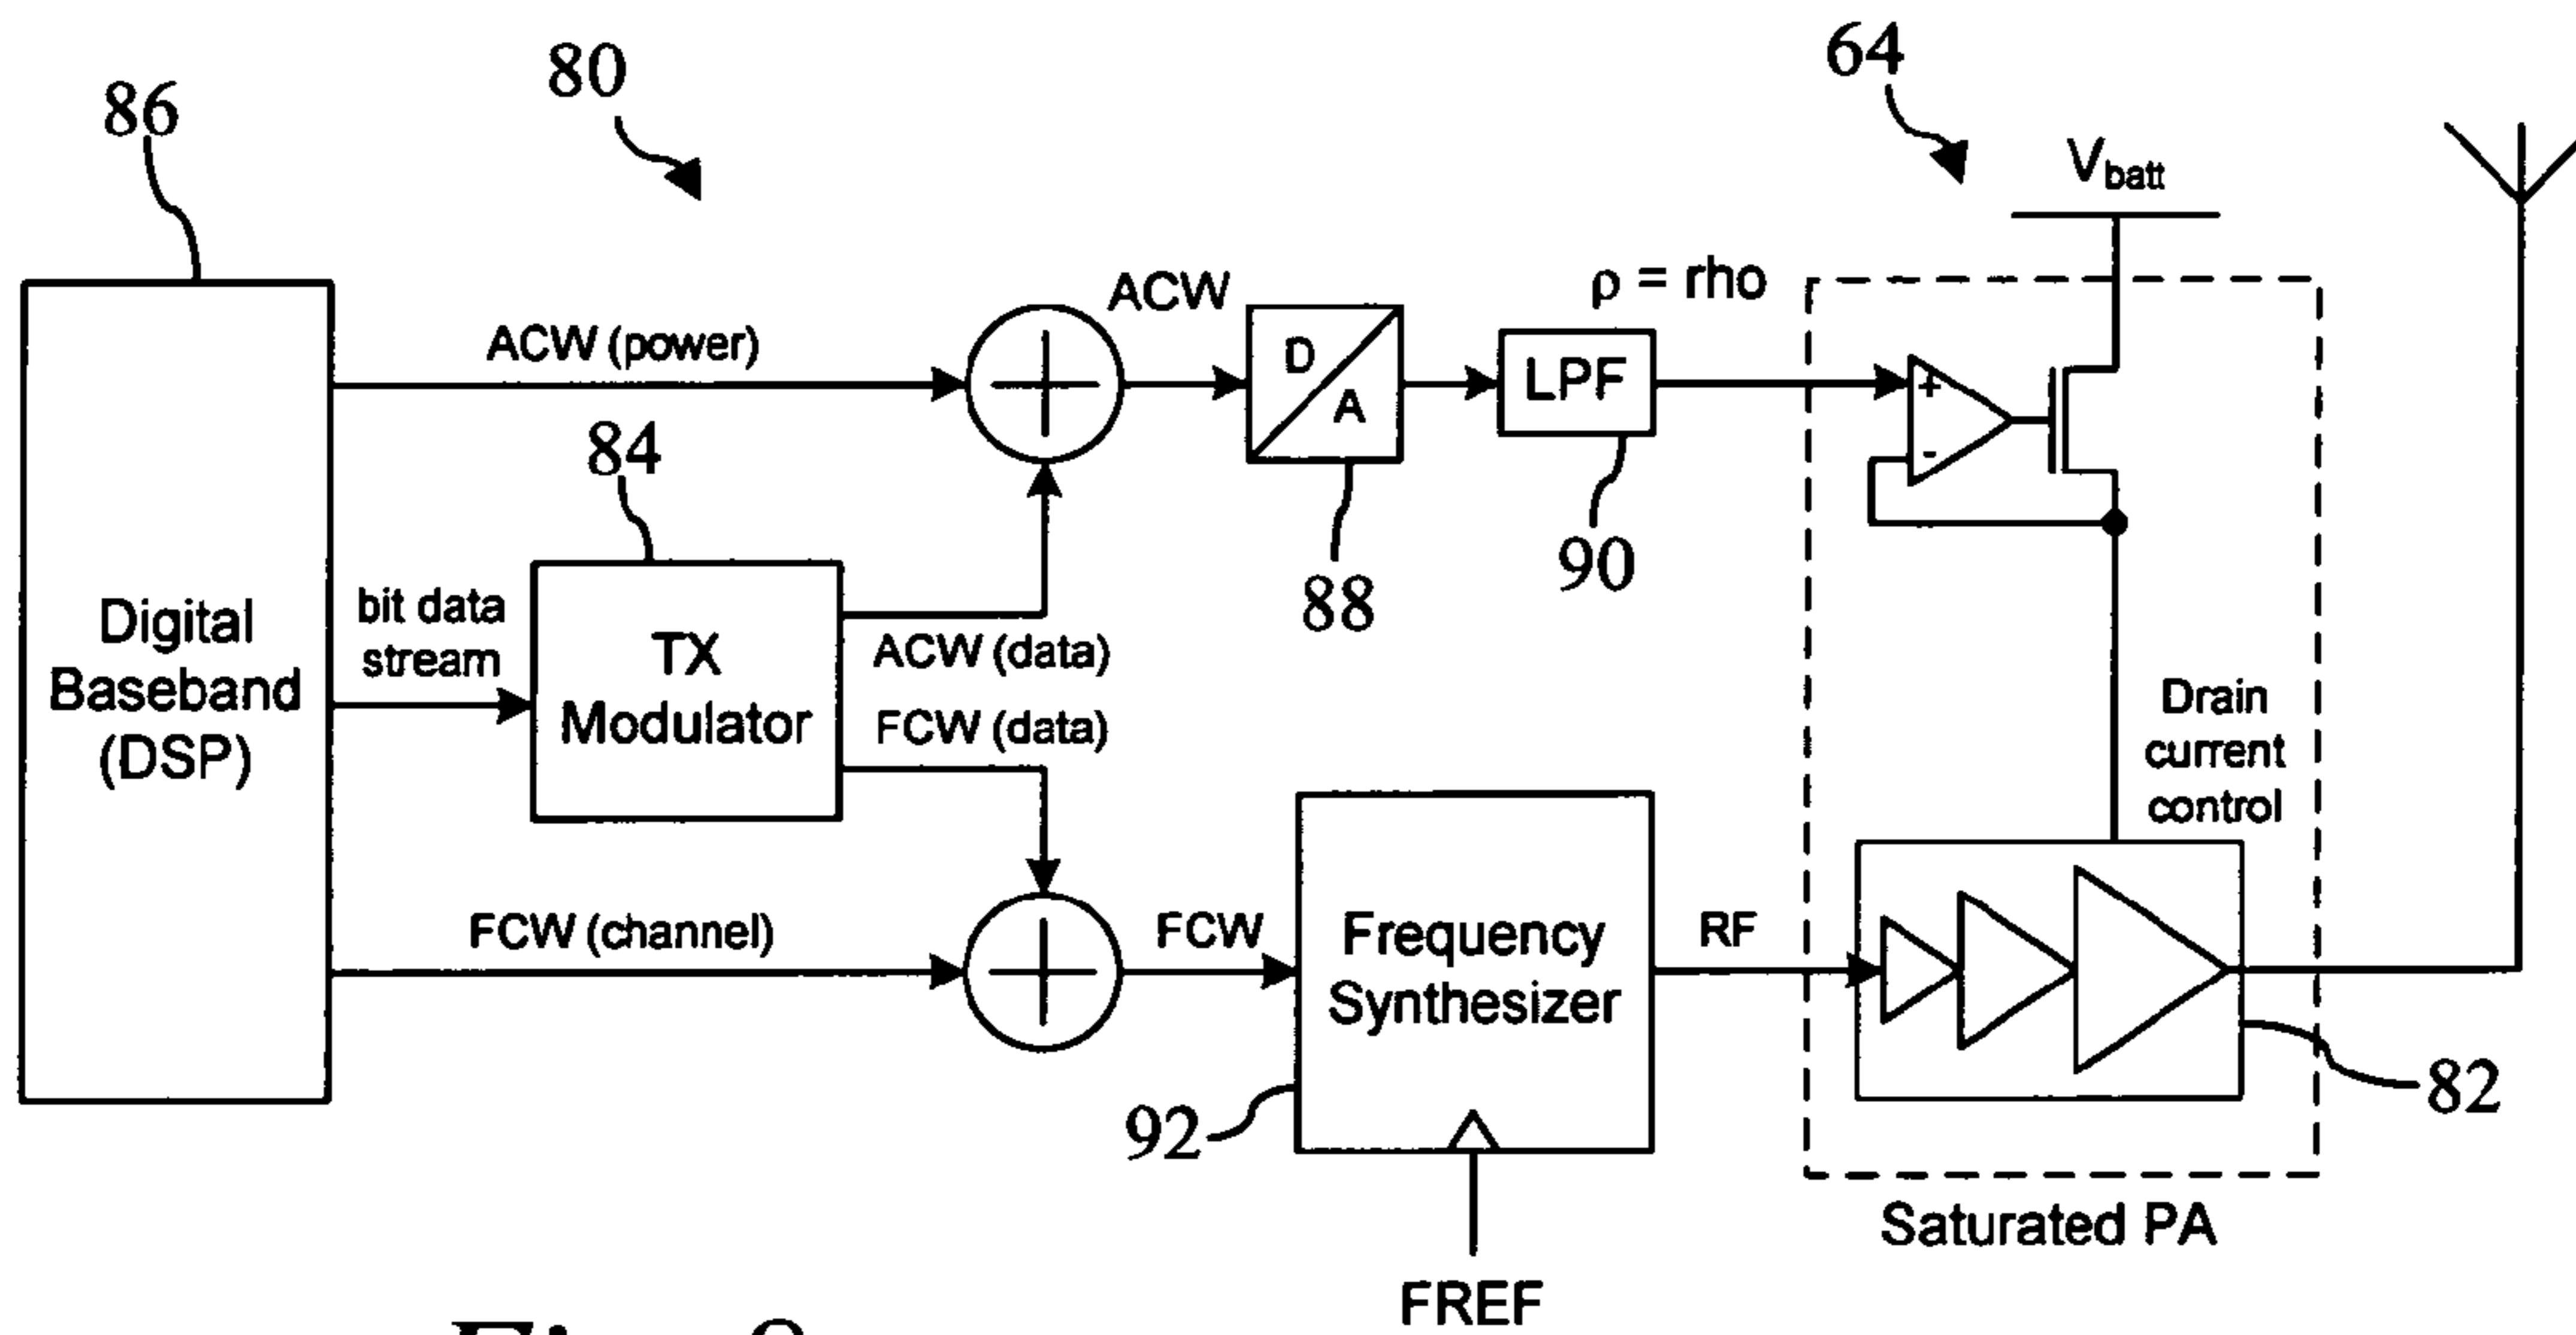 80
64
86
Vbatt
ACW
ρ = rho
ACW (power)
D
A
LPF
+
-
84
90
88
bit data
stream
TX
Modulator
ACW (data)
FCW (data)
Digital
Baseband
(DSP)
Drain
current
control
FCW (channel)
FCW
Frequency
Synthesizer
RF
92
82
Saturated PA
FREF